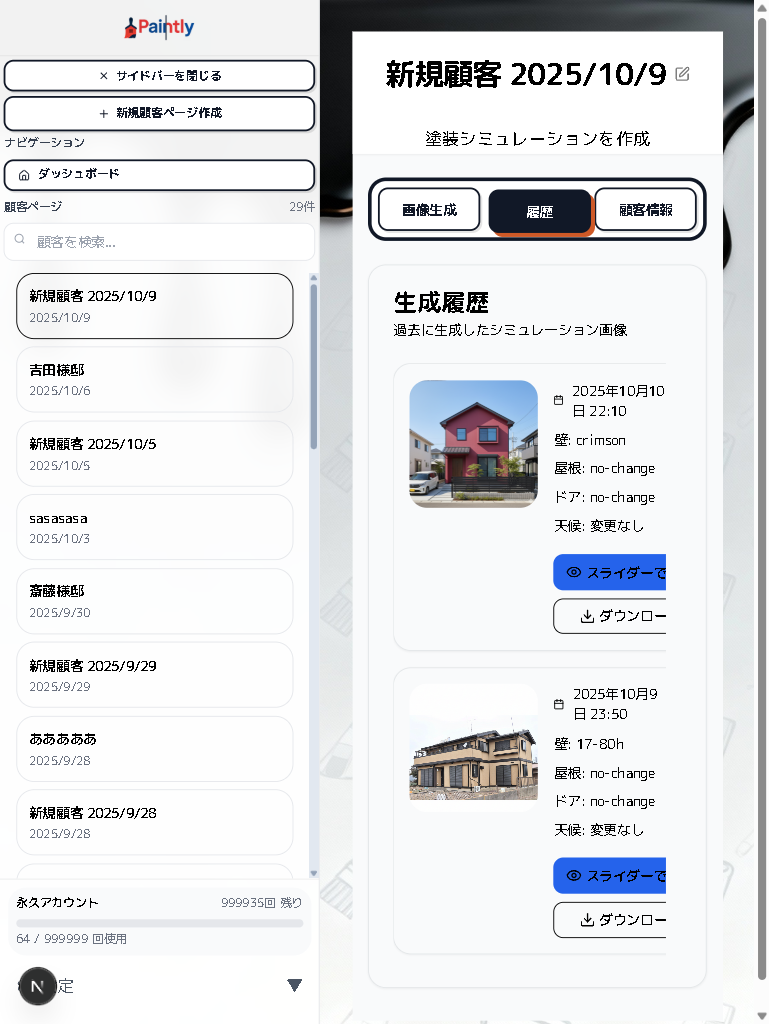 Paintly
× サイドバーを閉じる
+ 新規顧客ページ作成
ナビゲーション
ダッシュボード
顧客ページ 29件
顧客を検索...
新規顧客 2025/10/9
2025/10/9
吉田様邸
2025/10/6
新規顧客 2025/10/5
2025/10/5
sasasasa
2025/10/3
斎藤様邸
2025/9/30
新規顧客 2025/9/29
2025/9/29
あああああ
2025/9/28
新規顧客 2025/9/28
2025/9/28
永久アカウント 999935回 残り
64 / 999999 回使用
N 定 ▼
新規顧客 2025/10/9
塗装シミュレーションを作成
画像生成 履歴 顧客情報
生成履歴
過去に生成したシミュレーション画像
2025年10月10
日 22:10
壁: crimson
屋根: no-change
ドア: no-change
天候: 変更なし
スライダーで
ダウンロー
2025年10月9
日 23:50
壁: 17-80h
屋根: no-change
ドア: no-change
天候: 変更なし
スライダーで
ダウンロー